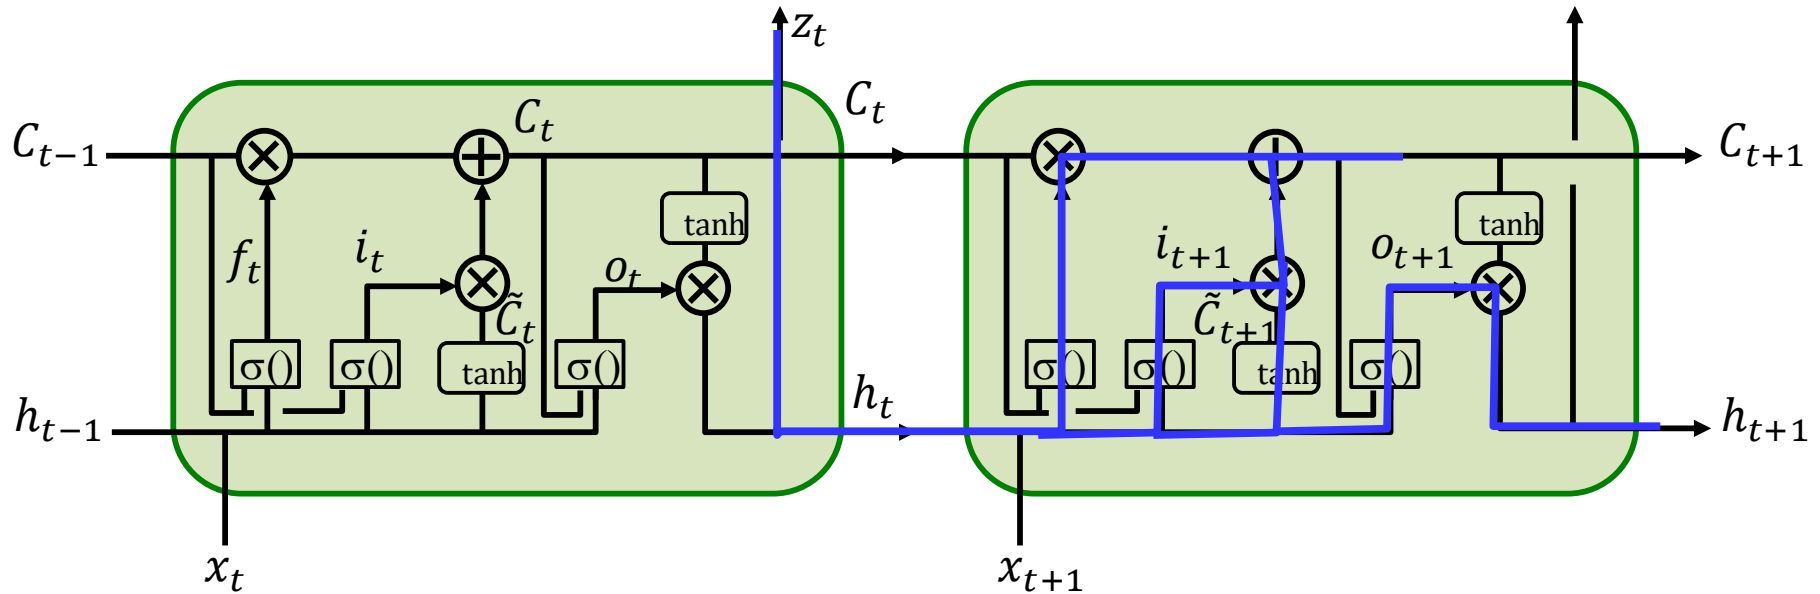 z_t
C_t
C_{t-1} C_t C_{t+1}
tanh tanh
f_t i_t o_t i_{t+1} o_{t+1}
C̃_t C̃_{t+1}
σ() σ() tanh σ() σ() σ() tanh σ()
h_{t-1} h_t h_{t+1}
x_t x_{t+1}